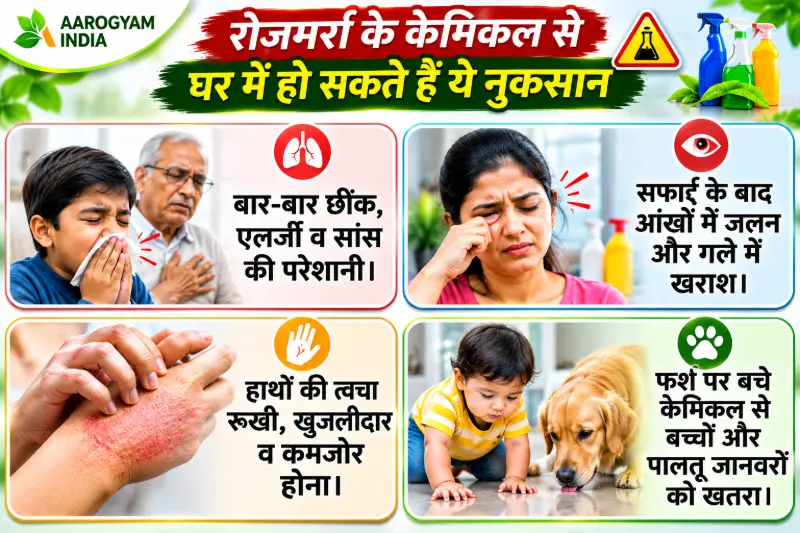 AAROGYAM
INDIA
रोजमर्रा के केमिकल से
घर में हो सकते हैं ये नुकसान
बार-बार छींक,
एलर्जी व सांस
की परेशानी।
सफाई के बाद
आंखों में जलन
और गले में
खराश।
हाथों की त्वचा
रूखी, खुजलीदार
व कमजोर
होना।
फर्श पर बचे
केमिकल से
बच्चों और
पालतू जानवरों
को खतरा।